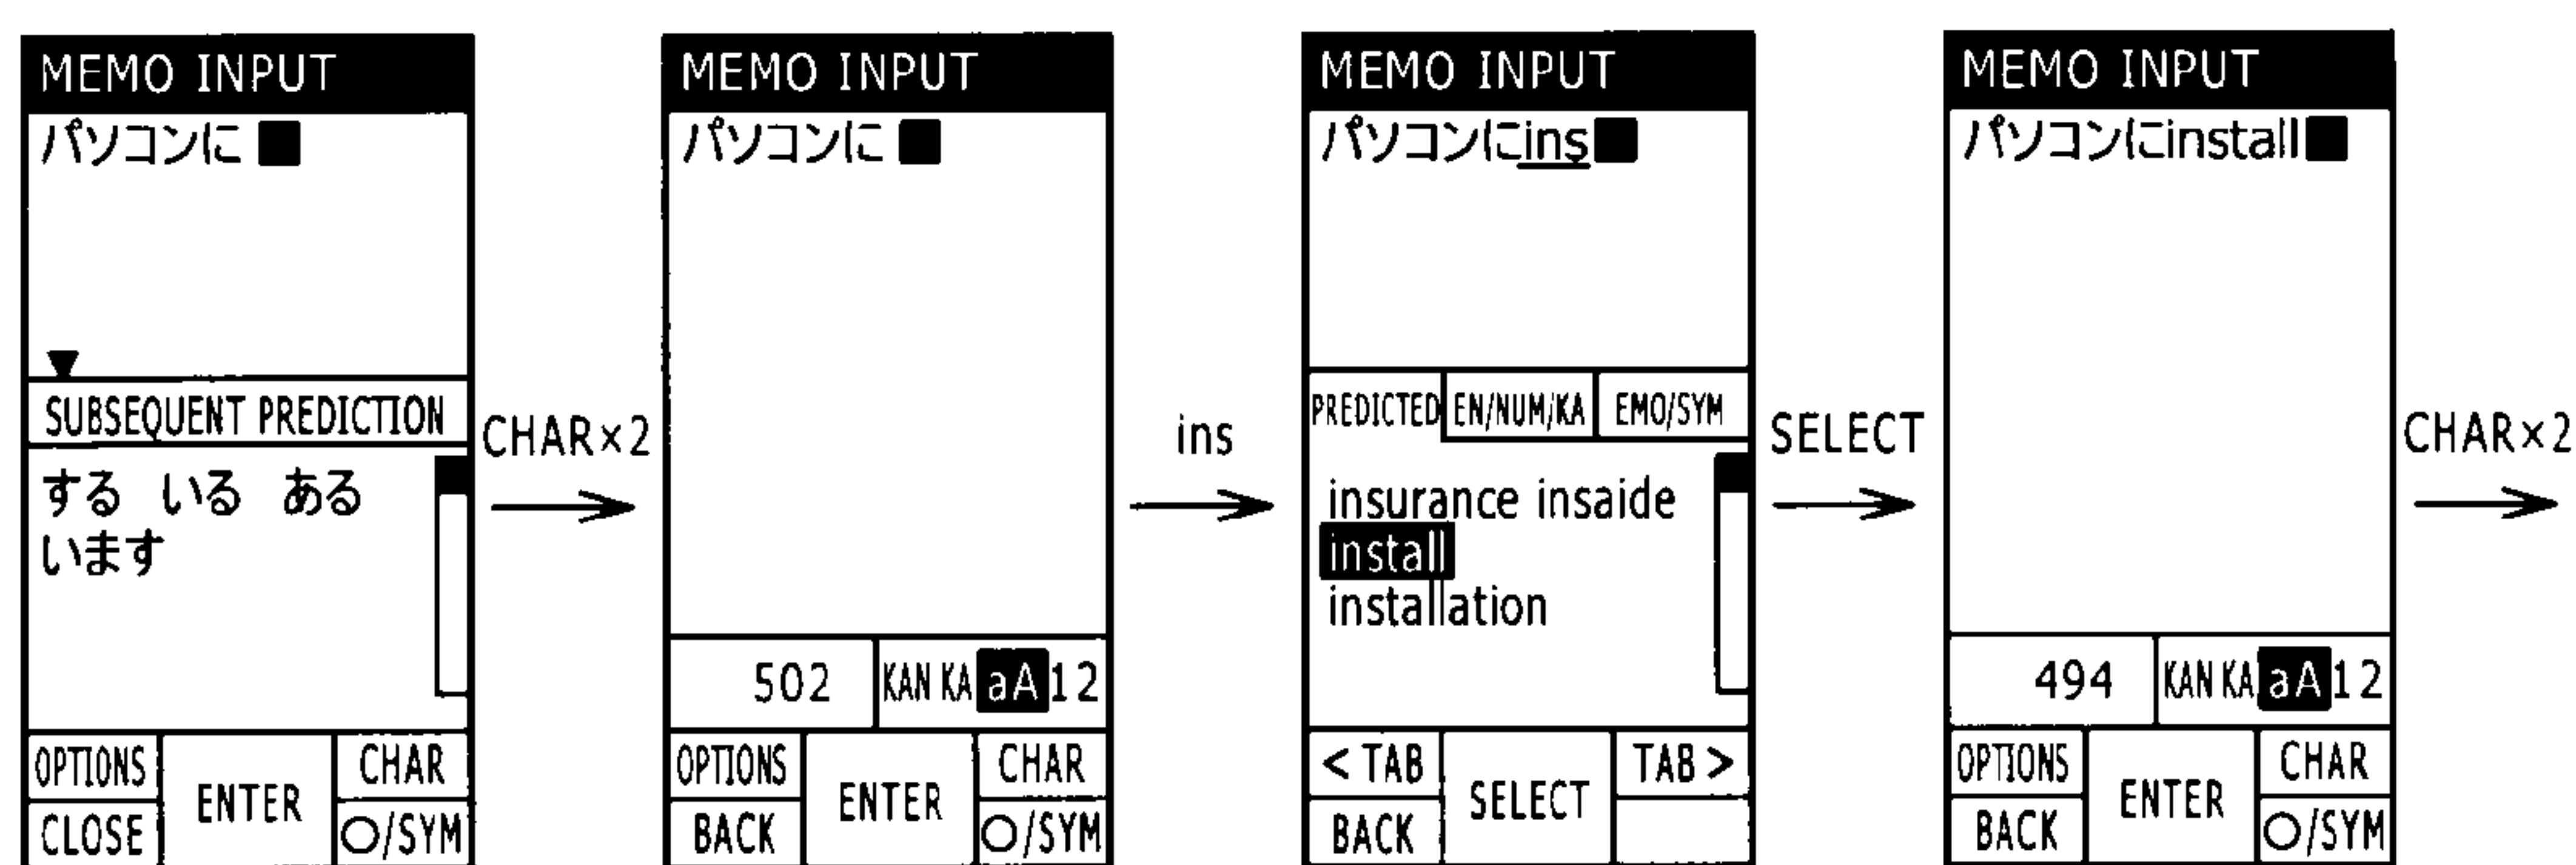 MEMO INPUT
パソコンに
SUBSEQUENT PREDICTION
する いる ある
います
OPTIONS
ENTER
CHAR
CLOSE
○/SYM
CHAR×2
MEMO INPUT
パソコンに
502
KAN KA aA 12
OPTIONS
ENTER
CHAR
BACK
○/SYM
ins
MEMO INPUT
パソコンにins
PREDICTED EN/NUM/KA EMO/SYM
insurance insaide
install
installation
< TAB
SELECT
TAB >
BACK
SELECT
MEMO INPUT
パソコンにinstall
494
KAN KA aA 12
OPTIONS
ENTER
CHAR
BACK
○/SYM
CHAR×2